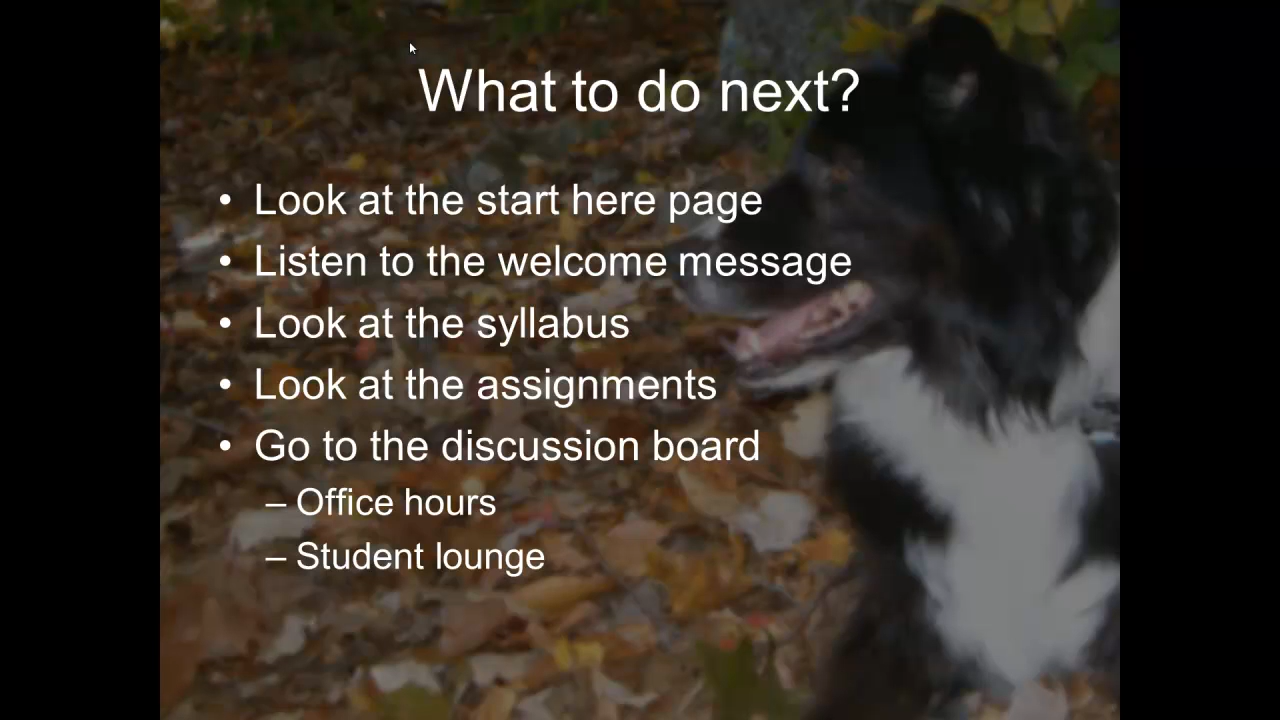 What to do next?
• Look at the start here page
• Listen to the welcome message
• Look at the syllabus
• Look at the assignments
• Go to the discussion board
– Office hours
– Student lounge